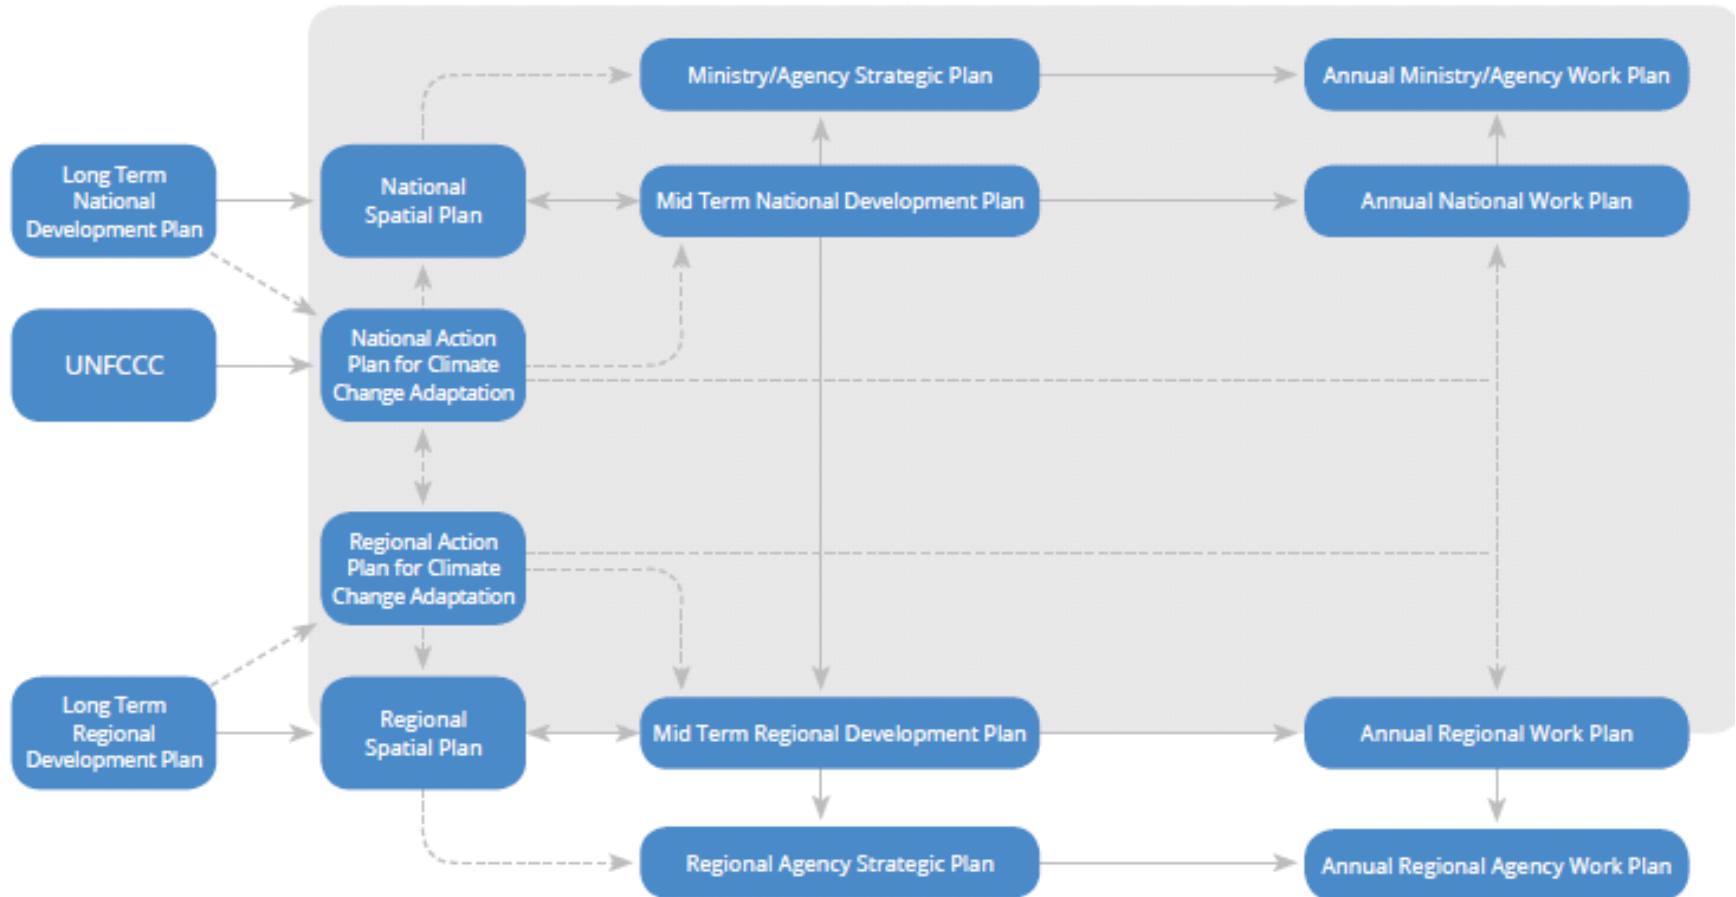 Ministry/Agency Strategic Plan
Annual Ministry/Agency Work Plan
Long Term
National
Development Plan
National
Spatial Plan
Mid Term National Development Plan
Annual National Work Plan
UNFCCC
National Action
Plan for Climate
Change Adaptation
Regional Action
Plan for Climate
Change Adaptation
Long Term
Regional
Development Plan
Regional
Spatial Plan
Mid Term Regional Development Plan
Annual Regional Work Plan
Regional Agency Strategic Plan
Annual Regional Agency Work Plan